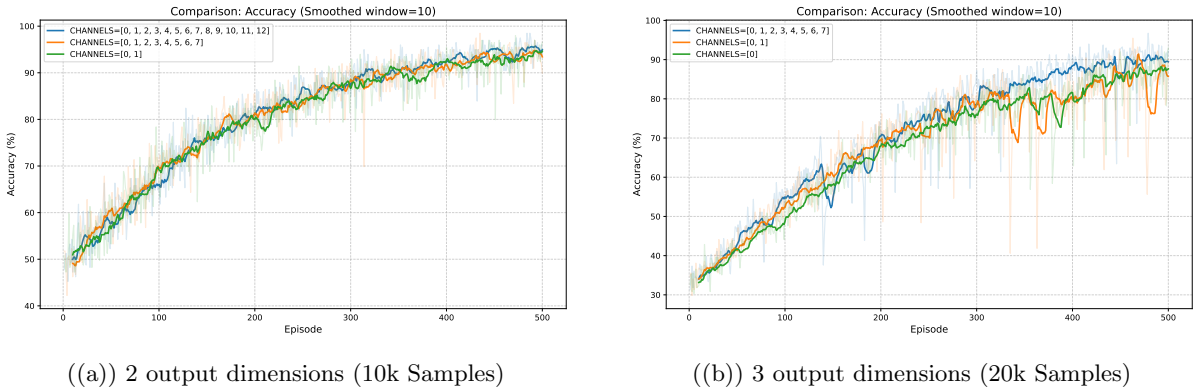 Comparison: Accuracy (Smoothed window=10)
CHANNELS=[0, 1, 2, 3, 4, 5, 6, 7, 8, 9, 10, 11, 12]
CHANNELS=[0, 1, 2, 3, 4, 5, 6, 7]
CHANNELS=[0, 1]
100
90
80
70
60
50
40
Accuracy (%)
0
100
200
300
400
500
Episode
((a)) 2 output dimensions (10k Samples)
Comparison: Accuracy (Smoothed window=10)
CHANNELS=[0, 1, 2, 3, 4, 5, 6, 7]
CHANNELS=[0, 1]
CHANNELS=[0]
100
90
80
70
60
50
40
30
Accuracy (%)
0
100
200
300
400
500
Episode
((b)) 3 output dimensions (20k Samples)